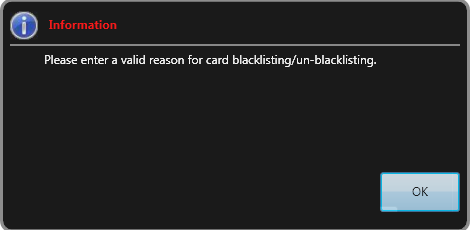 Information
Please enter a valid reason for card blacklisting/un-blacklisting.
OK